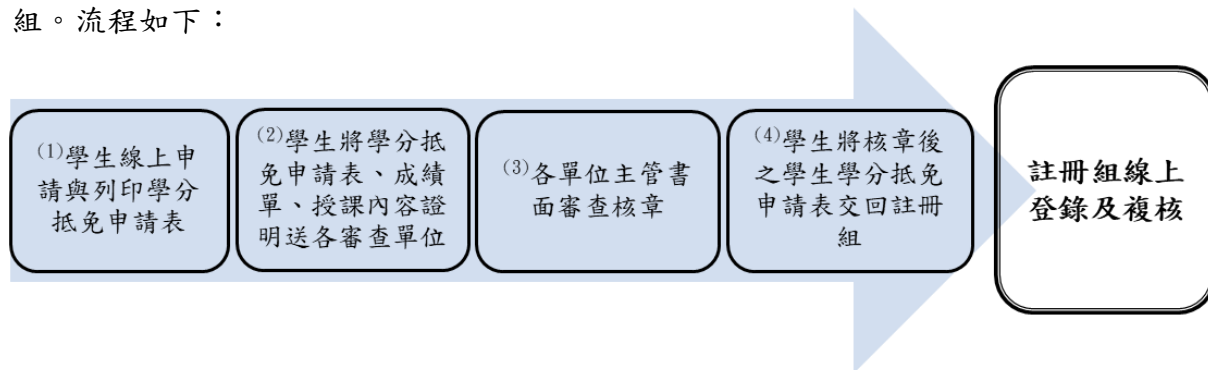 組。流程如下：
(1)學生線上申
請與列印學分
抵免申請表
(2)學生將學分抵
免申請表、成績
單、授課內容證
明送各審查單位
(3)各單位主管書
面審查核章
(4)學生將核章後
之學生學分抵免
申請表交回註冊
組
註冊組線上
登錄及複核